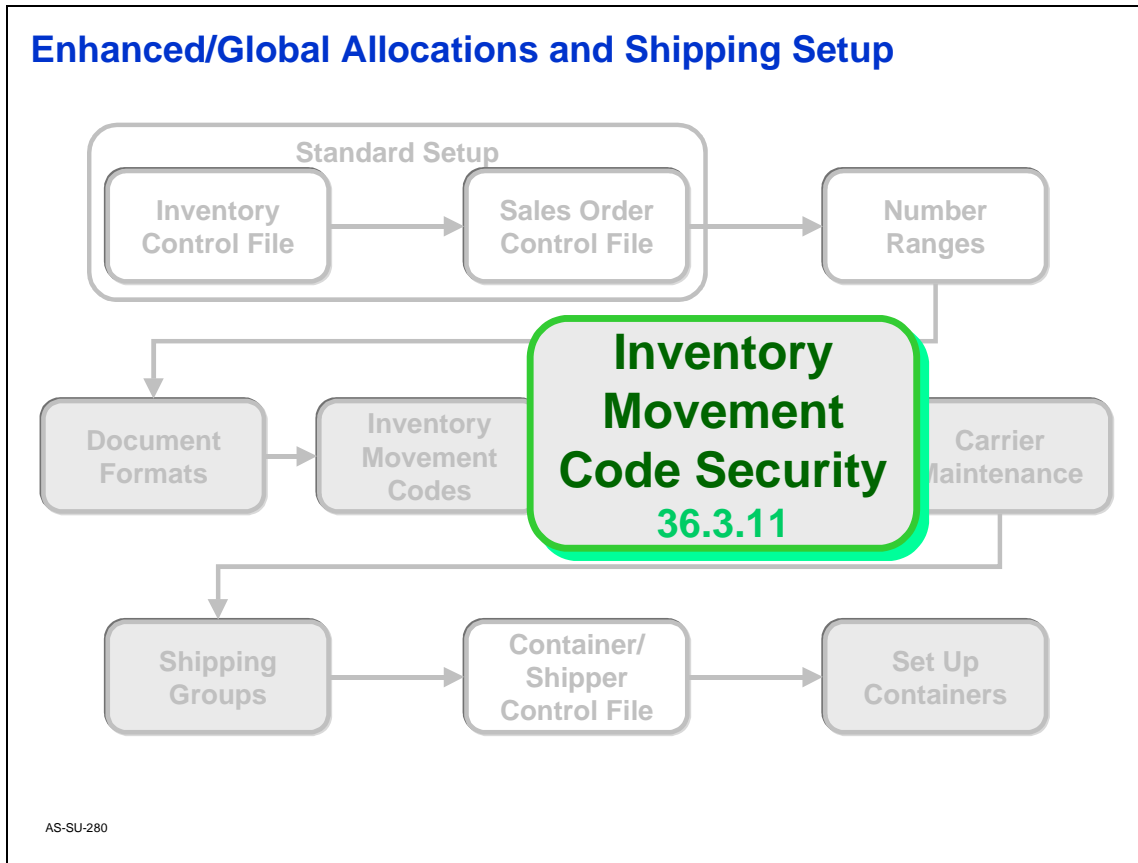 Enhanced/Global Allocations and Shipping Setup
Standard Setup
Inventory
Control File
Sales Order
Control File
Number
Ranges
Document
Formats
Inventory
Movement
Codes
Inventory
Movement
Code Security
36.3.11
Carrier
Maintenance
Shipping
Groups
Container/
Shipper
Control File
Set Up
Containers
AS-SU-280